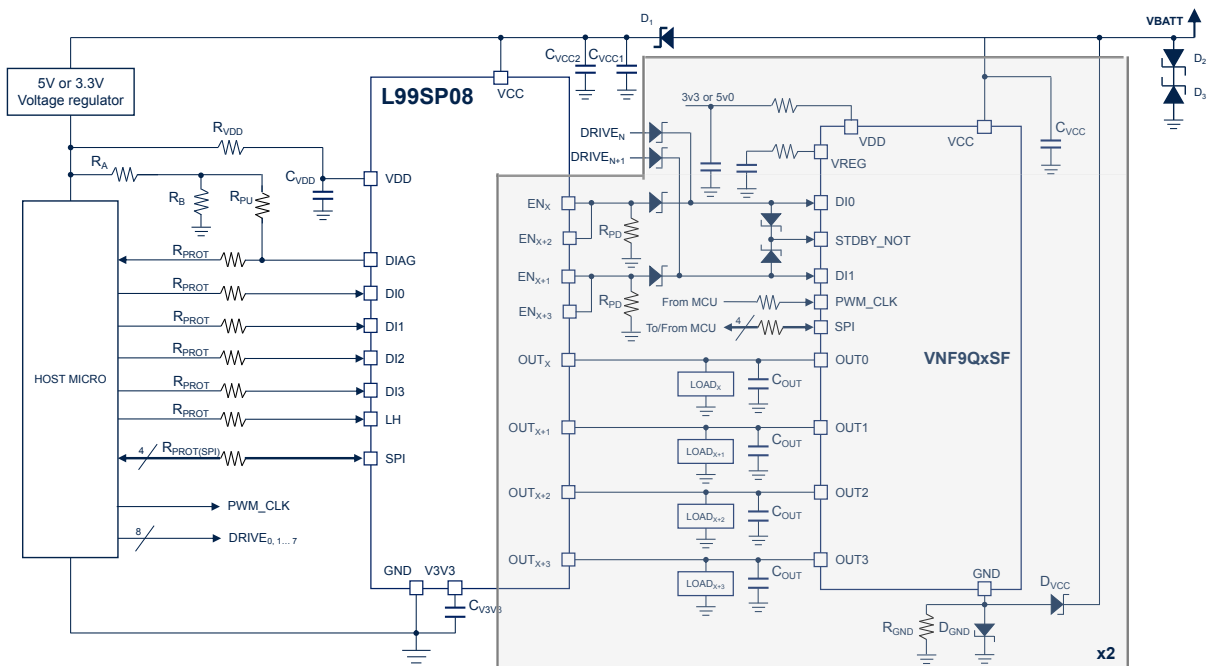 D1
VBATT
CVCC2
CVCC1
D2
D3
5V or 3.3V
Voltage regulator
L99SP08
VCC
3v3 or 5v0
VDD
VCC
CVCC
RVDD
DRIVEN
DRIVEN+1
VREG
RA
CVDD
VDD
RB
RPU
ENX
RPD
DI0
ENX+2
STDBY_NOT
RPROT
DIAG
ENX+1
DI1
RPROT
DI0
ENX+3
RPD
From MCU
PWM_CLK
RPROT
DI1
To/From MCU
4
SPI
RPROT
DI2
OUTX
OUT0
VNF9QxSF
HOST MICRO
LOADX
COUT
RPROT
DI3
RPROT
LH
OUTX+1
OUT1
LOADX+1
COUT
4
RPROT(SPI)
SPI
OUTX+2
OUT2
PWM_CLK
LOADX+2
COUT
8
DRIVE0, 1... 7
OUTX+3
OUT3
GND
V3V3
LOADX+3
COUT
GND
DVCC
CV3V3
RGND
DGND
x2